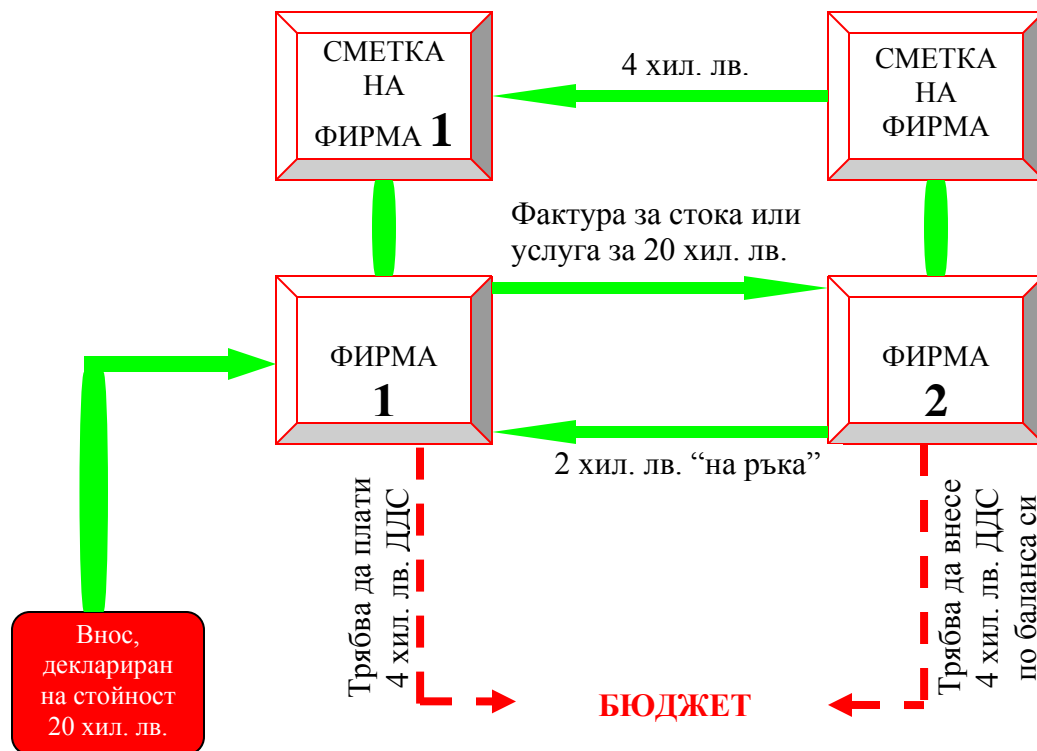 СМЕТКА
НА
ФИРМА 1
4 хил. лв.
СМЕТКА
НА
ФИРМА
Фактура за стока или
услуга за 20 хил. лв.
ФИРМА
1
ФИРМА
2
2 хил. лв. “на ръка”
Трябва да плати
4 хил. лв. ДДС
Трябва да внесе
4 хил. лв. ДДС
по баланса си
Внос,
деклариран
на стойност
20 хил. лв.
БЮДЖЕТ